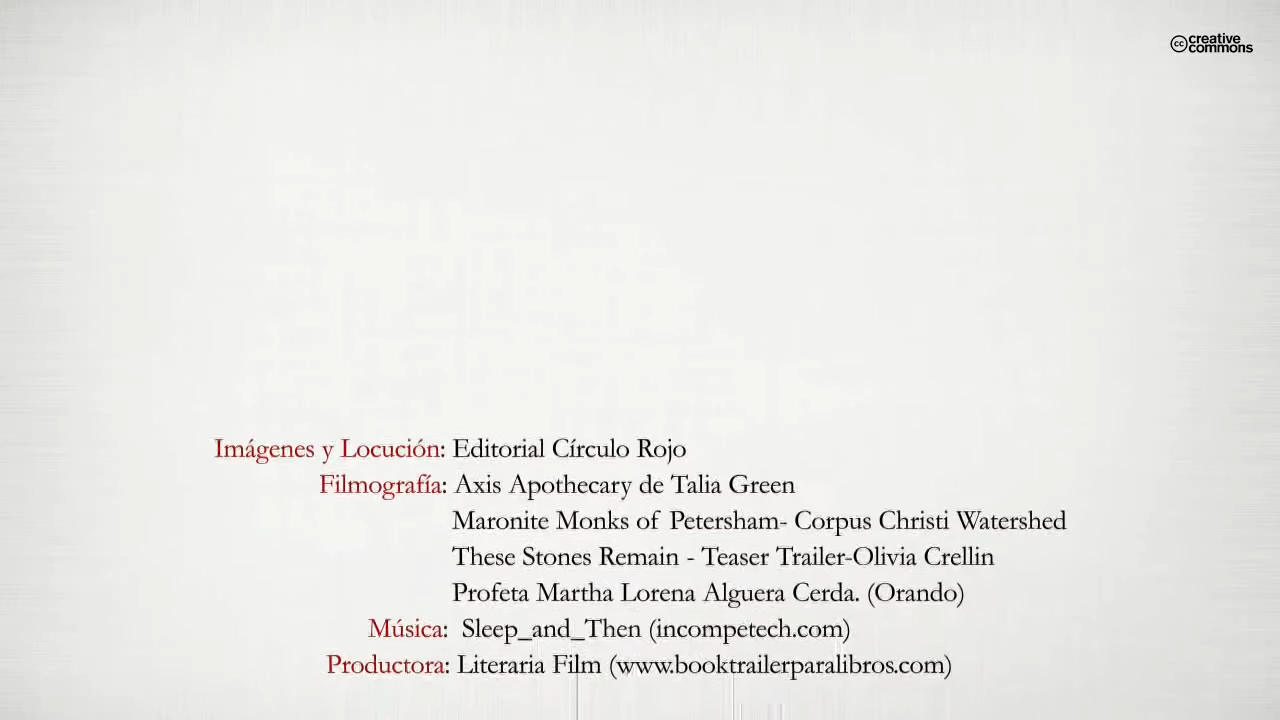 creative
commons
Imágenes y Locución: Editorial Círculo Rojo
Filmografía: Axis Apothecary de Talia Green
Maronite Monks of Petersham- Corpus Christi Watershed
These Stones Remain - Teaser Trailer-Olivia Crellin
Profeta Martha Lorena Alguera Cerda. (Orando)
Música: Sleep_and_Then (incompetech.com)
Productora: Literaria Film (www.booktrailerparalibros.com)